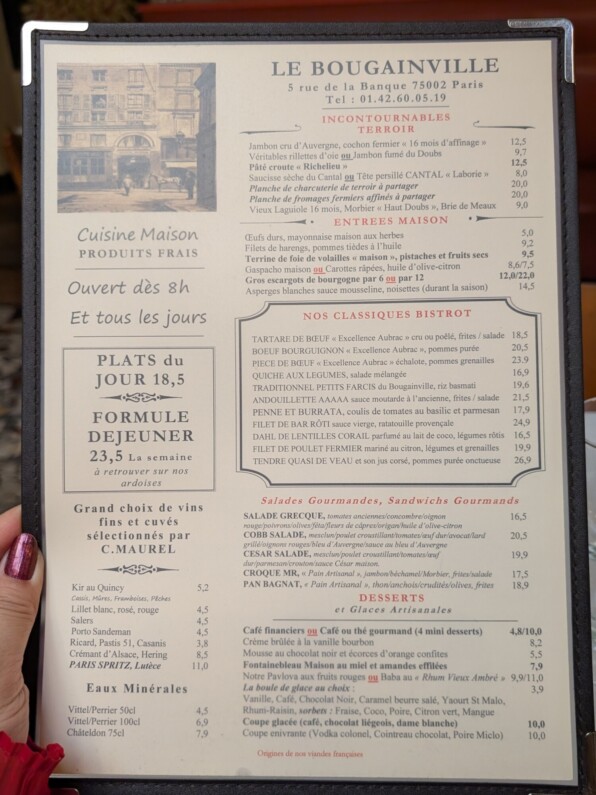 LE BOUGAINVILLE
5 rue de la Banque 75002 Paris
Tel : 01.42.60.05.19
INCONTOURNABLES
TERROIR
Jambon cru d'Auvergne, cochon fermier « 16 mois d'affinage » 12,5
Véritables rillettes d'oie ou Jambon fumé du Doubs 9,7
Pâté croute « Richelieu » 12,5
Saucisse sèche du Cantal ou Tête persillé CANTAL « Laborie » 8,0
Planche de charcuterie de terroir à partager 20,0
Planche de fromages fermiers affinés à partager 20,0
Vieux Laguiole 16 mois, Morbier « Haut Doubs », Brie de Meaux 9,0
ENTREES MAISON
Œufs durs, mayonnaise maison aux herbes 5,0
Filets de harengs, pommes tièdes à l'huile 9,2
Terrine de foie de volailles « maison », pistaches et fruits secs 9,5
Gaspacho maison ou Carottes râpées, huile d'olive-citron 8,6/7,5
Gros escargots de bourgogne par 6 ou par 12 12,0/22,0
Asperges blanches sauce mousseline, noisettes (durant la saison) 14,5
NOS CLASSIQUES BISTROT
TARTARE DE BŒUF « Excellence Aubrac » cru ou poêlé, frites / salade 18,5
BOEUF BOURGUIGNON « Excellence Aubrac », pommes purée 20,5
PIECE DE BŒUF « Excellence Aubrac » échalote, pommes grenailles 23.9
QUICHE AUX LEGUMES, salade mélangée 16,9
TRADITIONNEL PETITS FARCIS du Bougainville, riz basmati 19,6
ANDOUILLETTE AAAAA sauce moutarde à l'ancienne, frites / salade 21,5
PENNE ET BURRATA, coulis de tomates au basilic et parmesan 17,9
FILET DE BAR RÔTI sauce vierge, ratatouille provençale 24,9
DAHL DE LENTILLES CORAIL parfumé au lait de coco, légumes rôtis 16,5
FILET DE POULET FERMIER mariné au citron, légumes et grenailles 19,9
TENDRE QUASI DE VEAU et son jus corsé, pommes purée onctueuse 26,9
Salades Gourmandes, Sandwichs Gourmands
SALADE GRECQUE, tomates anciennes/concombre/oignon 16,5
rouge/poivrons/olives/fêta/fleurs de câpres/origan/huile d'olive-citron
COBB SALADE, mesclun/poulet croustillant/tomates/œuf dur/avocat/lard 20,5
grillé/oignons rouges/bleu d'Auvergne/sauce au bleu d'Auvergne
CESAR SALADE, mesclun/poulet croustillant/tomates/œuf 19,9
dur/parmesan/crouton/sauce César maison.
CROQUE MR, « Pain Artisanal », jambon/béchamel/Morbier, frites/salade 17,5
PAN BAGNAT, « Pain Artisanal », thon/anchois/crudités/olives, frites 18,9
DESSERTS
et Glaces Artisanales
Café financiers ou Café ou thé gourmand (4 mini desserts) 4,8/10,0
Crème brûlée à la vanille bourbon 8,2
Mousse au chocolat noir et écorces d'orange confites 5,5
Fontainebleau Maison au miel et amandes effilées 7,9
Notre Pavlova aux fruits rouges ou Baba au « Rhum Vieux Ambré » 9,9/11,0
La boule de glace au choix : 3,9
Vanille, Café, Chocolat Noir, Caramel beurre salé, Yaourt St Malo,
Rhum-Raisin, sorbets : Fraise, Coco, Poire, Citron vert, Mangue
Coupe glacée (café, chocolat liégeois, dame blanche) 10,0
Coupe enivrante (Vodka colonel, Cointreau chocolat, Poire Miclo) 10,0
Origines de nos viandes françaises
Cuisine Maison
PRODUITS FRAIS
Ouvert dès 8h
Et tous les jours
PLATS du
JOUR 18,5
FORMULE
DEJEUNER
23,5 La semaine
à retrouver sur nos
ardoises
Grand choix de vins
fins et cuvés
sélectionnés par
C.MAUREL
Kir au Quincy 5,2
Cassis, Mûres, Framboises, Pêches
Lillet blanc, rosé, rouge 4,5
Salers 4,5
Porto Sandeman 4,5
Ricard, Pastis 51, Casanis 3,8
Crémant d'Alsace, Hering 8,5
PARIS SPRITZ, Lutèce 11,0
Eaux Minérales
Vittel/Perrier 50cl 4,5
Vittel/Perrier 100cl 6,9
Châteldon 75cl 7,9